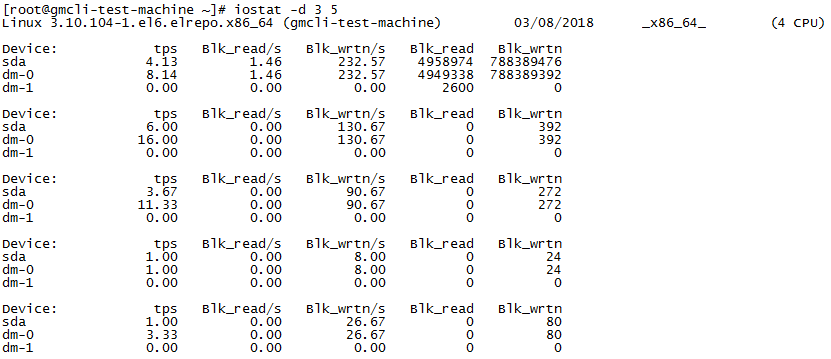 [root@gmcli-test-machine ~]# iostat -d 3 5
Linux 3.10.104-1.el6.elrepo.x86_64 (gmcli-test-machine)         03/08/2018      _x86_64_        (4 CPU)

Device:            tps   Blk_read/s   Blk_wrtn/s   Blk_read   Blk_wrtn
sda               4.13         1.46       232.57    4958974  788389476
dm-0              8.14         1.46       232.57    4949338  788389392
dm-1              0.00         0.00         0.00       2600          0

Device:            tps   Blk_read/s   Blk_wrtn/s   Blk_read   Blk_wrtn
sda               6.00         0.00       130.67          0        392
dm-0             16.00         0.00       130.67          0        392
dm-1              0.00         0.00         0.00          0          0

Device:            tps   Blk_read/s   Blk_wrtn/s   Blk_read   Blk_wrtn
sda               3.67         0.00        90.67          0        272
dm-0             11.33         0.00        90.67          0        272
dm-1              0.00         0.00         0.00          0          0

Device:            tps   Blk_read/s   Blk_wrtn/s   Blk_read   Blk_wrtn
sda               1.00         0.00         8.00          0         24
dm-0              1.00         0.00         8.00          0         24
dm-1              0.00         0.00         0.00          0          0

Device:            tps   Blk_read/s   Blk_wrtn/s   Blk_read   Blk_wrtn
sda               1.00         0.00        26.67          0         80
dm-0              3.33         0.00        26.67          0         80
dm-1              0.00         0.00         0.00          0          0